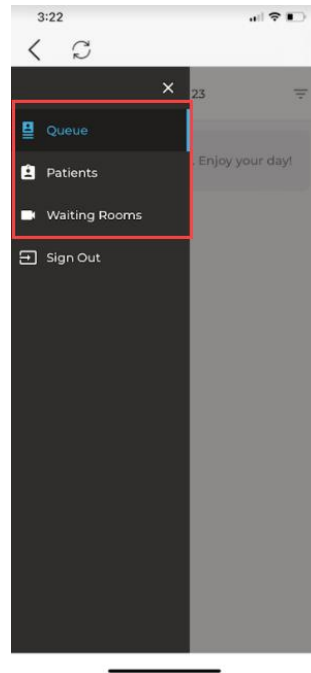 3:22
23
Queue
. Enjoy your day!
Patients
Waiting Rooms
Sign Out